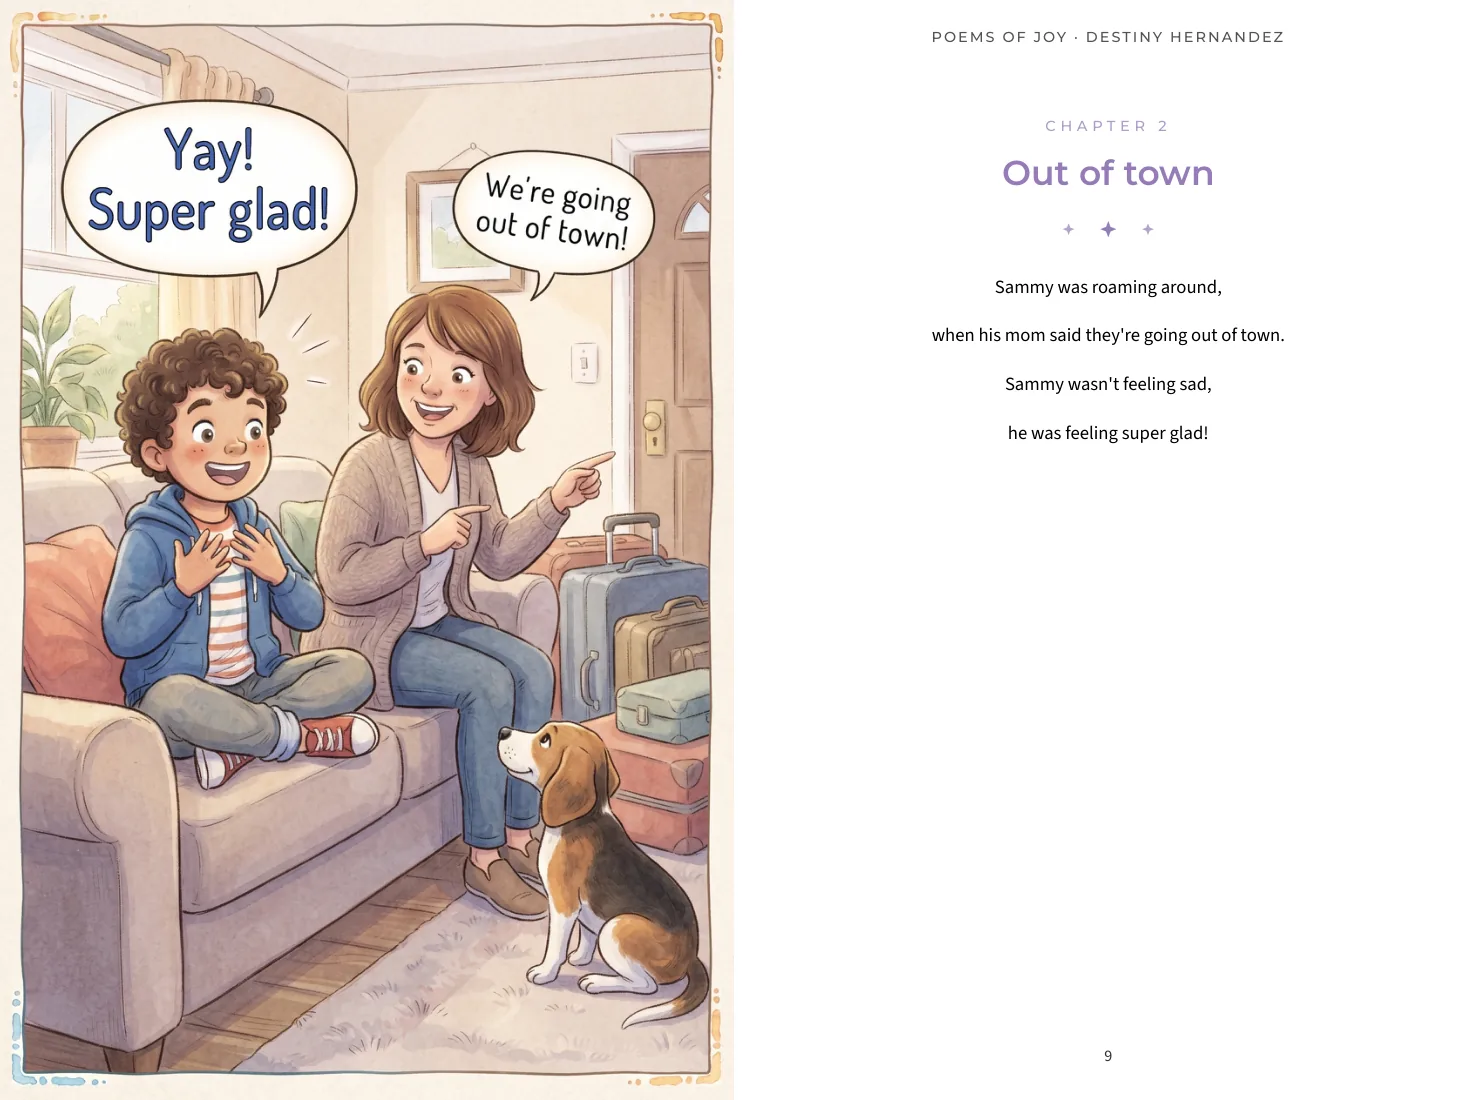 Yay!
Super glad!
We're going
out of town!
POEMS OF JOY · DESTINY HERNANDEZ
CHAPTER 2
Out of town
Sammy was roaming around,
when his mom said they're going out of town.
Sammy wasn't feeling sad,
he was feeling super glad!
9